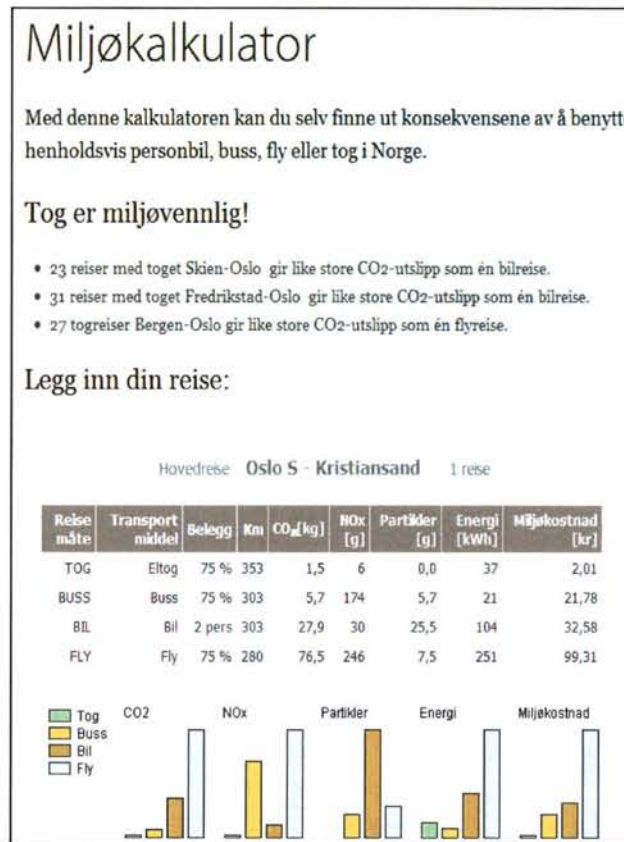 Miljøkalkulator
Med denne kalkulatoren kan du selv finne ut konsekvensene av å benytt
henholdsvis personbil, buss, fly eller tog i Norge.
Tog er miljøvennlig!
• 23 reiser med toget Skien-Oslo gir like store CO2-utslipp som én bilreise.
• 31 reiser med toget Fredrikstad-Oslo gir like store CO2-utslipp som én bilreise.
• 27 togreiser Bergen-Oslo gir like store CO2-utslipp som én flyreise.
Legg inn din reise:
Hovedreise Oslo S - Kristiansand 1 reise
Reise måte Transport middel Belegg Km CO₂[kg] NOx [g] Partikler [g] Energi [kWh] Miljøkostnad [kr]
TOG Eltog 75 % 353 1,5 6 0,0 37 2,01
BUSS Buss 75 % 303 5,7 174 5,7 21 21,78
BIL Bil 2 pers 303 27,9 30 25,5 104 32,58
FLY Fly 75 % 280 76,5 246 7,5 251 99,31
Tog
Buss
Bil
Fly
CO2 NOx Partikler Energi Miljøkostnad